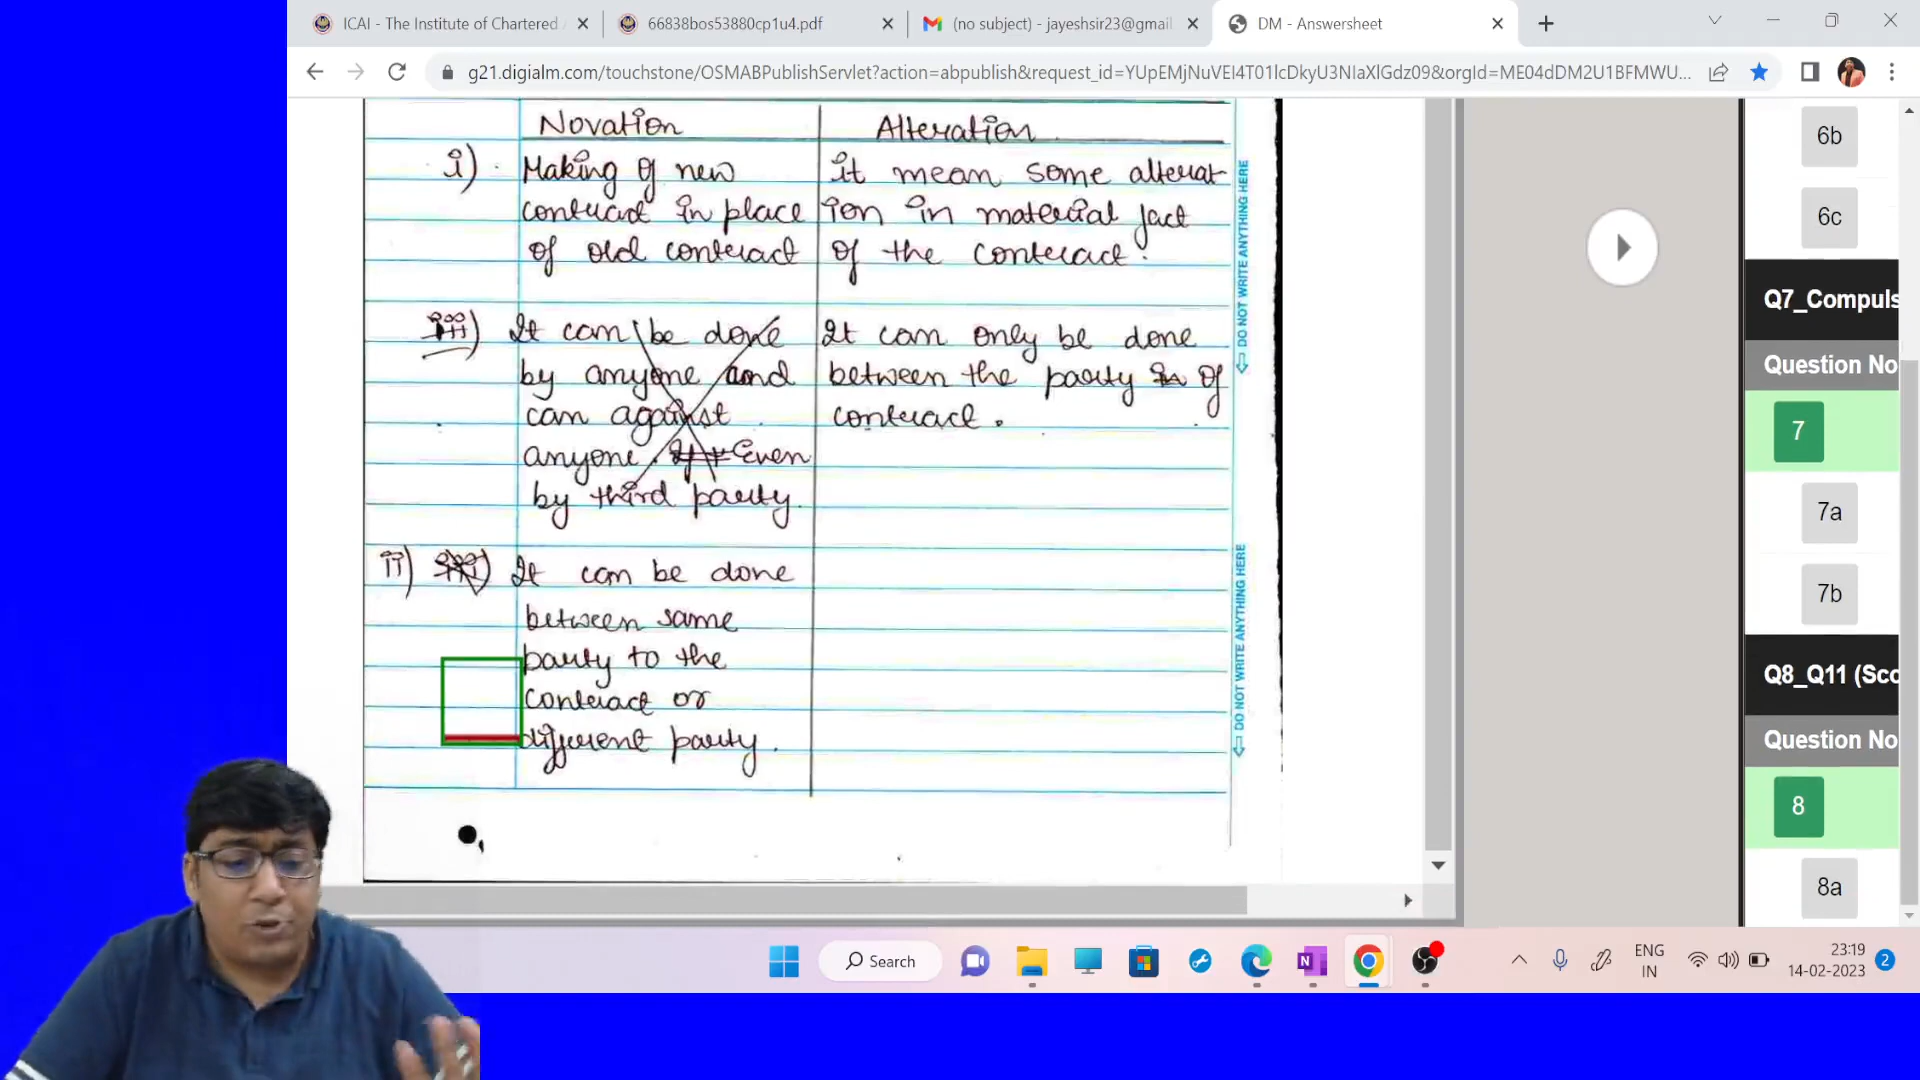 ICAI - The Institute of Chartered
66838bos53880cp1u4.pdf
(no subject) - jayeshsir23@gmail
DM - Answersheet
g21.digialm.com/touchstone/OSMABPublishServlet?action=abpublish&request_id=YUpEMjNuVEI4T01lcDkyU3NIaXlGdz09&orgId=ME04dDM2U1BFMWU...
Novation Alteration
i) Making of new it mean some alterat
contract in place ion in material fact
of old contract of the contract.
iii) It can be done It can only be done
by anyone and between the party in of
can against contract.
anyone. Even
by third party.
ii) It can be done
between same
party to the
contract or
different party.
DO NOT WRITE ANYTHING HERE
DO NOT WRITE ANYTHING HERE
6b
6c
Q7_Compuls
Question No
7
7a
7b
Q8_Q11 (Sco
Question No
8
8a
Search
ENG
IN
23:19
14-02-2023
2